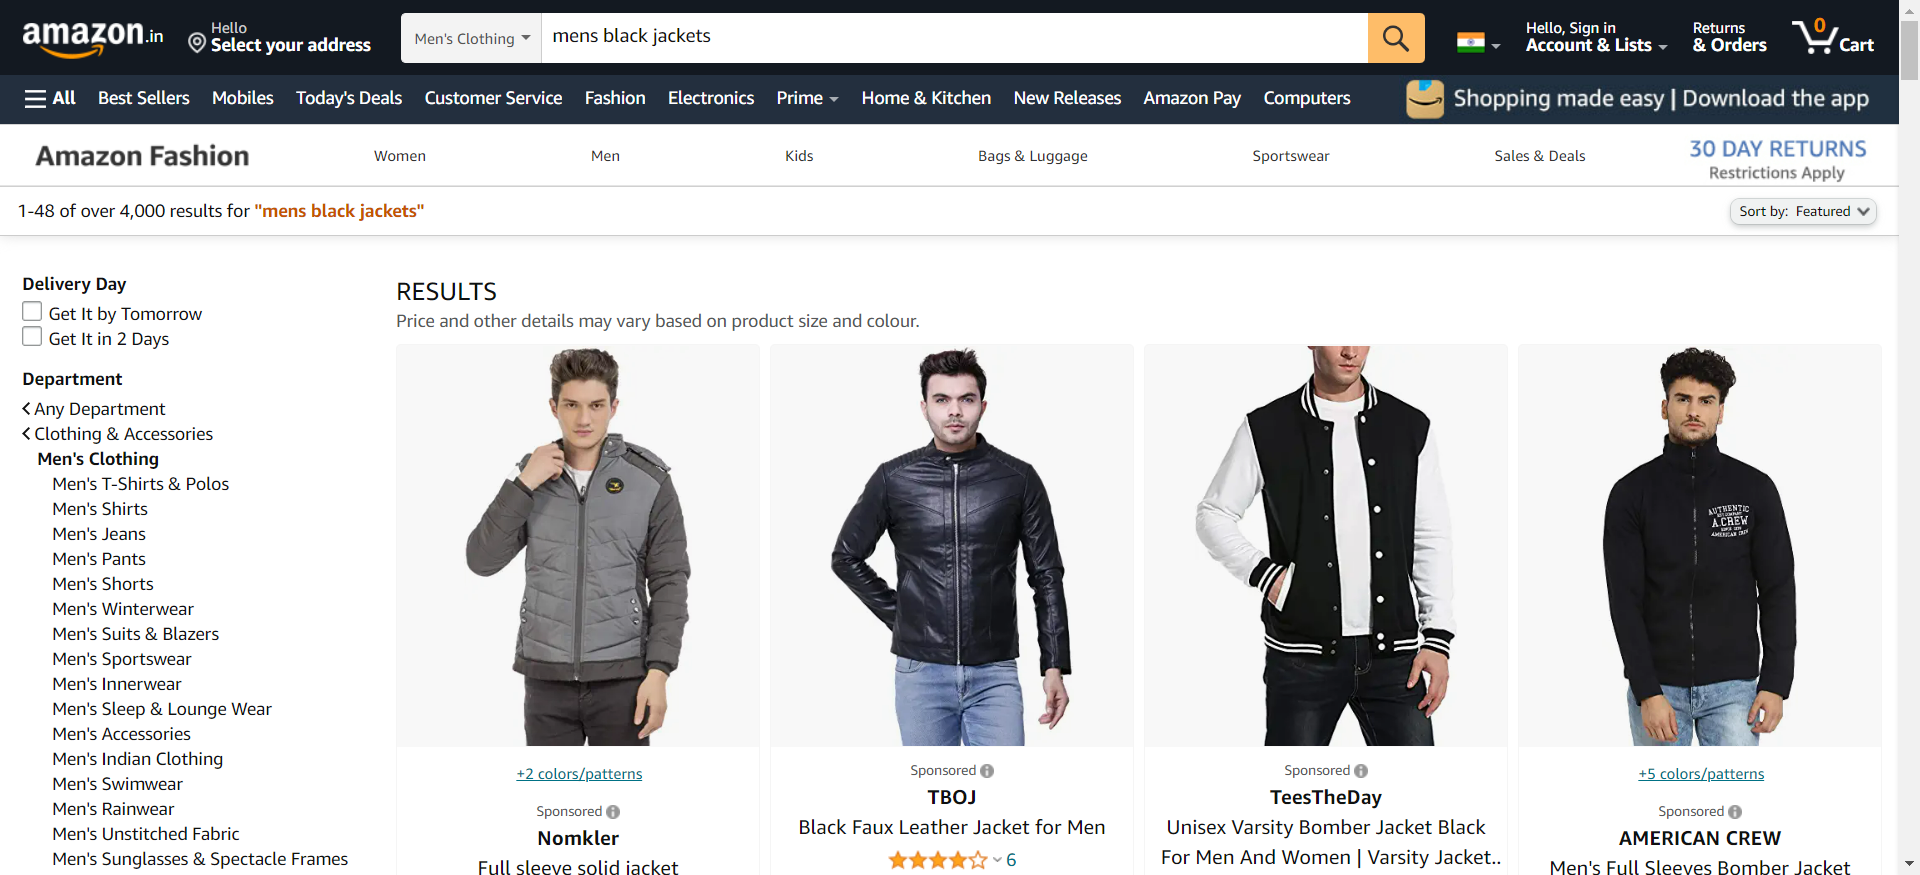 amazon.in
Hello
Select your address
Men's Clothing
mens black jackets
Hello, Sign in
Account & Lists
Returns
& Orders
0
Cart
All
Best Sellers
Mobiles
Today's Deals
Customer Service
Fashion
Electronics
Prime
Home & Kitchen
New Releases
Amazon Pay
Computers
Shopping made easy | Download the app
Amazon Fashion
Women
Men
Kids
Bags & Luggage
Sportswear
Sales & Deals
30 DAY RETURNS
Restrictions Apply
1-48 of over 4,000 results for "mens black jackets"
Sort by: Featured
Delivery Day
Get It by Tomorrow
Get It in 2 Days
Department
Any Department
Clothing & Accessories
Men's Clothing
Men's T-Shirts & Polos
Men's Shirts
Men's Jeans
Men's Pants
Men's Shorts
Men's Winterwear
Men's Suits & Blazers
Men's Sportswear
Men's Innerwear
Men's Sleep & Lounge Wear
Men's Accessories
Men's Indian Clothing
Men's Swimwear
Men's Rainwear
Men's Unstitched Fabric
Men's Sunglasses & Spectacle Frames
RESULTS
Price and other details may vary based on product size and colour.
+2 colors/patterns
Sponsored
Nomkler
Full sleeve solid jacket
Sponsored
TBOJ
Black Faux Leather Jacket for Men
6
Sponsored
TeesTheDay
Unisex Varsity Bomber Jacket Black
For Men And Women | Varsity Jacket..
AUTHENTIC
A.CREW
AMERICAN CREW
+5 colors/patterns
Sponsored
AMERICAN CREW
Men's Full Sleeves Bomber Jacket